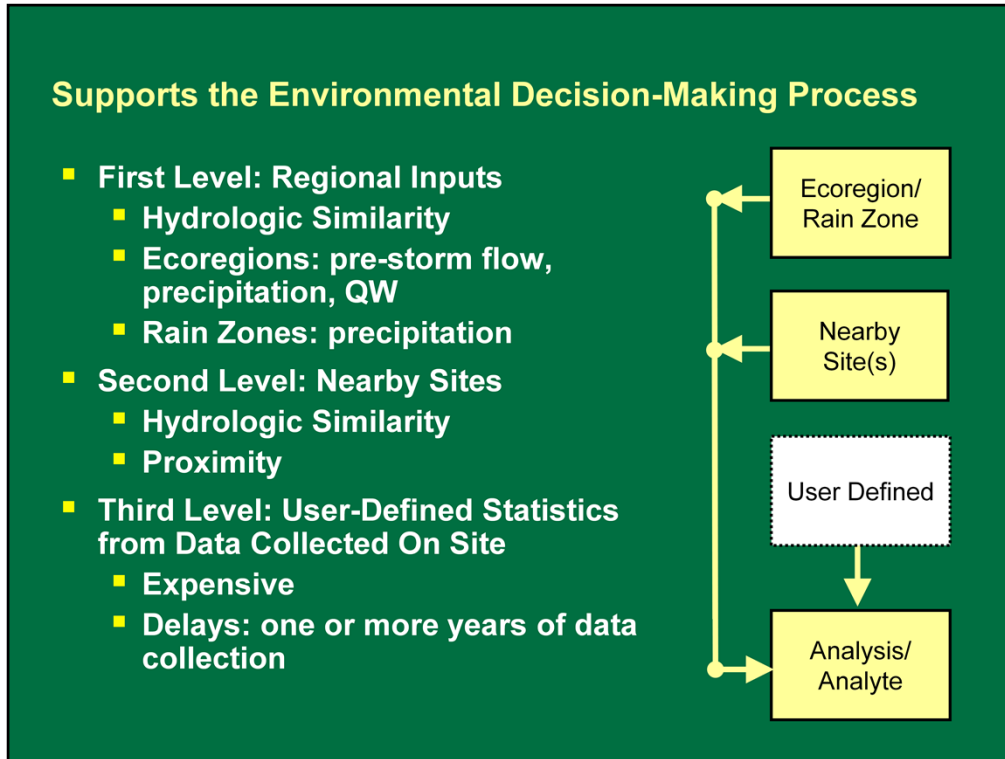 Supports the Environmental Decision-Making Process
First Level: Regional Inputs
Hydrologic Similarity
Ecoregions: pre-storm flow,
precipitation, QW
Rain Zones: precipitation
Second Level: Nearby Sites
Hydrologic Similarity
Proximity
Third Level: User-Defined Statistics
from Data Collected On Site
Expensive
Delays: one or more years of data
collection
Ecoregion/
Rain Zone
Nearby
Site(s)
User Defined
Analysis/
Analyte